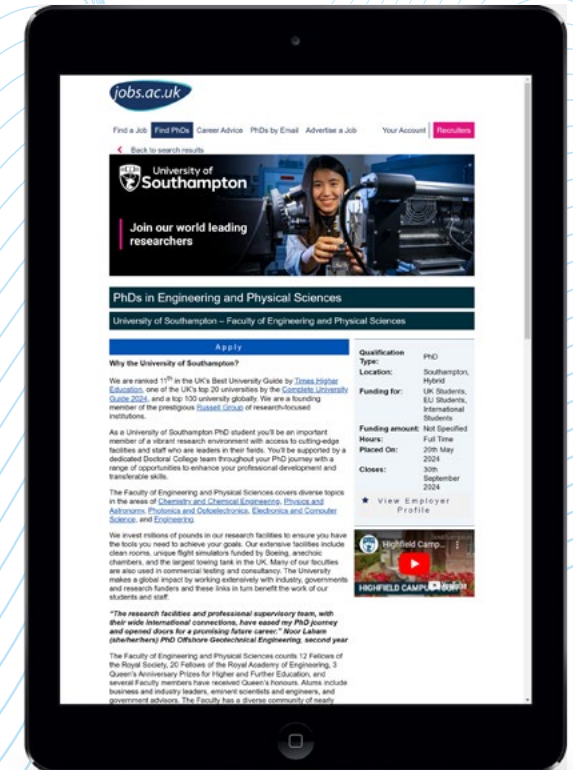 jobs.ac.uk
Find a Job Find PhDs Career Advice PhDs by Email Advertise a Job Your Account Recruiters
Back to search results
University of
Southampton
Join our world leading
researchers
PhDs in Engineering and Physical Sciences
University of Southampton – Faculty of Engineering and Physical Sciences
Apply
Why the University of Southampton?
We are ranked 11th in the UK's Best University Guide by Times Higher
Education, one of the UK's top 20 universities by the Complete University
Guide 2024, and a top 100 university globally. We are a founding
member of the prestigious Russell Group of research-focused
institutions.
As a University of Southampton PhD student you'll be an important
member of a vibrant research environment with access to cutting-edge
facilities and staff who are leaders in their fields. You'll be supported by a
dedicated Doctoral College team throughout your PhD journey with a
range of opportunities to enhance your professional development and
transferable skills.
The Faculty of Engineering and Physical Sciences covers diverse topics
in the areas of Chemistry and Chemical Engineering, Physics and
Astronomy, Photonics and Optoelectronics, Electronics and Computer
Science, and Engineering.
We invest millions of pounds in our research facilities to ensure you have
the tools you need to achieve your goals. Our extensive facilities include
clean rooms, unique flight simulators funded by Boeing, anechoic
chambers, and the largest towing tank in the UK. Many of our faculties
are also used in commercial testing and consultancy. The University
makes a global impact by working extensively with industry, governments
and research funders and these links in turn benefit the work of our
students and staff.
"The research facilities and professional supervisory team, with
their wide international connections, have eased my PhD journey
and opened doors for a promising future career." Noor Laham
(she/her/hers) PhD Offshore Geotechnical Engineering, second year
The Faculty of Engineering and Physical Sciences counts 12 Fellows of
the Royal Society, 20 Fellows of the Royal Academy of Engineering, 3
Queen's Anniversary Prizes for Higher and Further Education, and
several Faculty members have received Queen's honours. Alums include
business and industry leaders, eminent scientists and engineers, and
government advisors. The Faculty has a diverse community of nearly
Qualification
Type: PhD
Location: Southampton,
Hybrid
Funding for: UK Students,
EU Students,
International
Students
Funding amount: Not Specified
Hours: Full Time
Placed On: 20th May
2024
Closes: 30th
September
2024
View Employer
Profile
Highfield Camp...
HIGHFIELD CAMPUS
YouTube